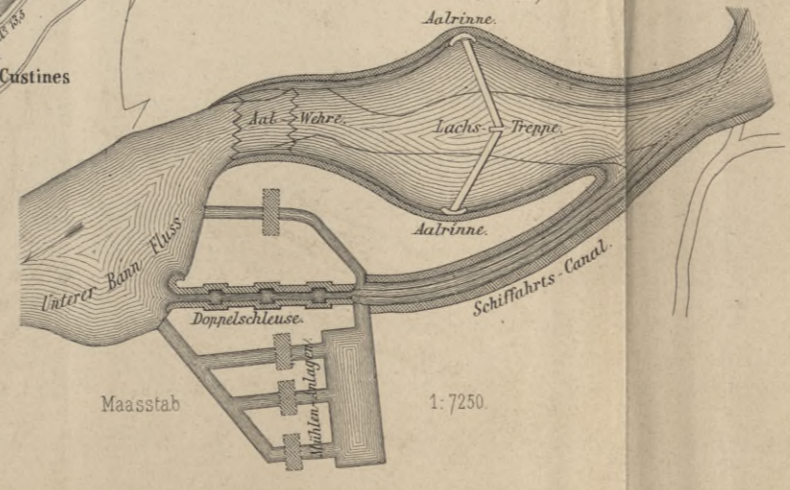 Aalrinne.
Custines
Aal-Wehre.
Lachs-Treppe.
Aalrinne.
Unterer Bann Fluss.
Schiffahrts-Canal.
Doppelschleuse.
Mühlen-Anlagen.
Maasstab 1:7250.